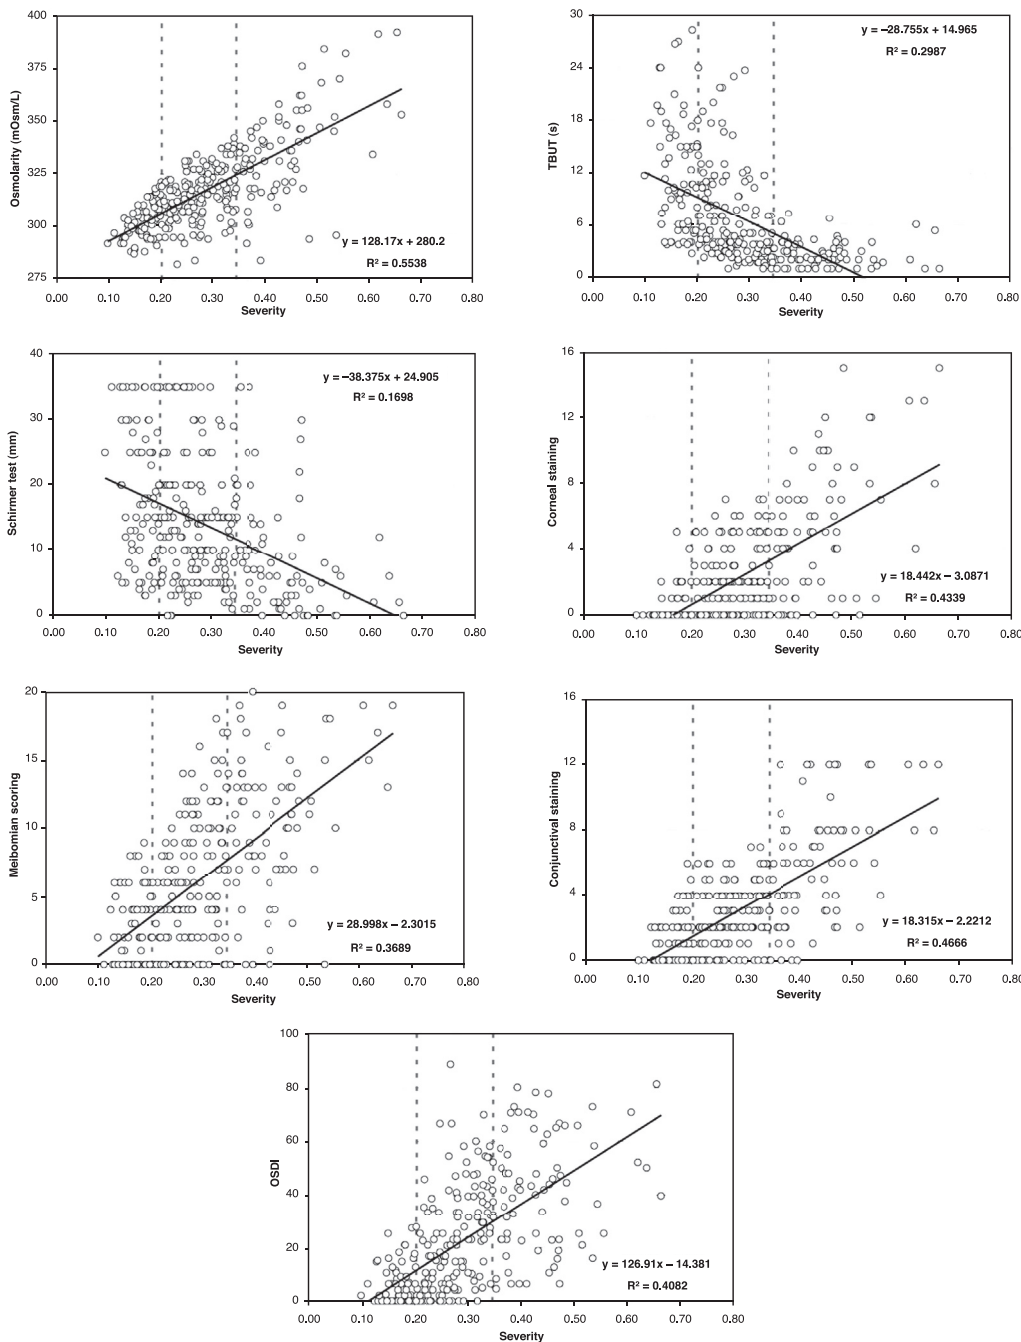 400
375
350
325
300
275
Osmolarity (mOsm/L)
y = 128.17x + 280.2
R² = 0.5538
0.00 0.10 0.20 0.30 0.40 0.50 0.60 0.70 0.80
Severity
30
24
18
12
6
0
TBUT (s)
y = −28.755x + 14.965
R² = 0.2987
0.00 0.10 0.20 0.30 0.40 0.50 0.60 0.70 0.80
Severity
40
30
20
10
0
Schirmer test (mm)
y = −38.375x + 24.905
R² = 0.1698
0.00 0.10 0.20 0.30 0.40 0.50 0.60 0.70 0.80
Severity
16
12
8
4
0
Corneal staining
y = 18.442x − 3.0871
R² = 0.4339
0.00 0.10 0.20 0.30 0.40 0.50 0.60 0.70 0.80
Severity
20
15
10
5
0
Meibomian scoring
y = 28.998x − 2.3015
R² = 0.3689
0.00 0.10 0.20 0.30 0.40 0.50 0.60 0.70 0.80
Severity
16
12
8
4
0
Conjunctival staining
y = 18.315x − 2.2212
R² = 0.4666
0.00 0.10 0.20 0.30 0.40 0.50 0.60 0.70 0.80
Severity
100
80
60
40
20
0
OSDI
y = 126.91x − 14.381
R² = 0.4082
0.00 0.10 0.20 0.30 0.40 0.50 0.60 0.70 0.80
Severity